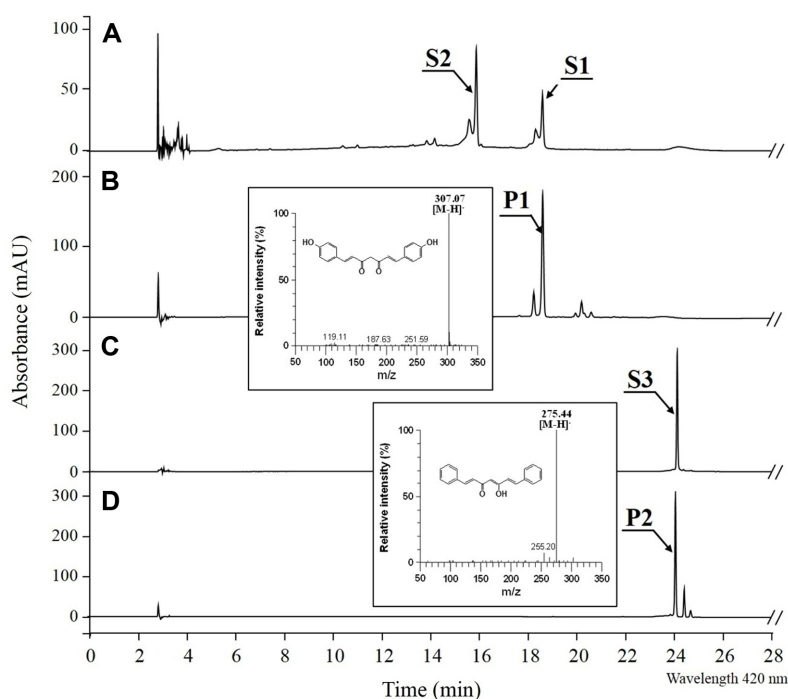 A
100
50
0
S2
S1
B
200
100
0
P1
307.07
[M-H]-
100
50
0
Relative intensity (%)
HO
OH
O O
119.11 187.63 251.59
50 100 150 200 250 300 350
m/z
C
300
200
100
0
S3
275.44
[M-H]-
100
50
0
Relative intensity (%)
O OH
255.20
50 100 150 200 250 300 350
m/z
D
300
200
100
0
P2
Absorbance (mAU)
0 2 4 6 8 10 12 14 16 18 20 22 24 26 28
Time (min)
Wavelength 420 nm